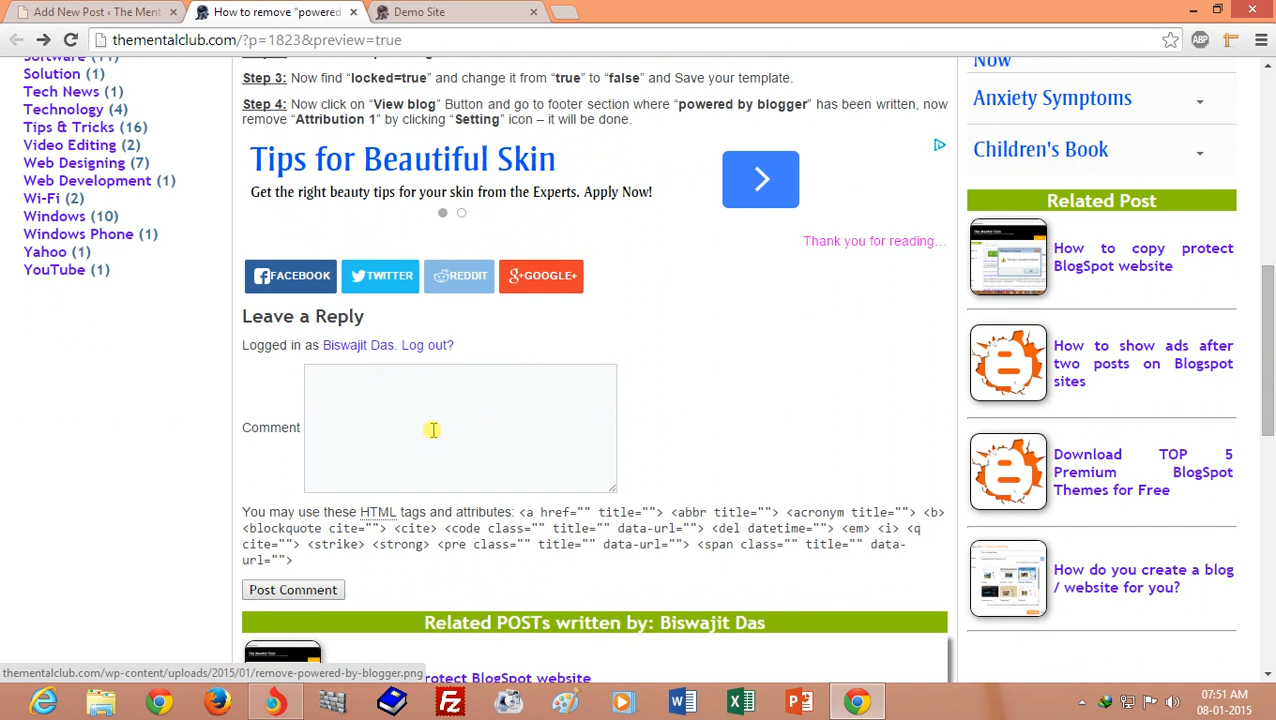 Add New Post ‹ The Ment
How to remove “powered
Demo Site
thementalclub.com/?p=1823&preview=true
ABP
Solution (1)
Tech News (1)
Technology (4)
Tips & Tricks (16)
Video Editing (2)
Web Designing (7)
Web Development (1)
Wi-Fi (2)
Windows (10)
Windows Phone (1)
Yahoo (1)
YouTube (1)
Step 3: Now find “locked=true” and change it from “true” to “false” and Save your template.
Step 4: Now click on “View blog” Button and go to footer section where “powered by blogger” has been written, now
remove “Attribution 1” by clicking “Setting” icon – it will be done.
Tips for Beautiful Skin
Get the right beauty tips for your skin from the Experts. Apply Now!
Thank you for reading…
FACEBOOK
TWITTER
REDDIT
GOOGLE+
Leave a Reply
Logged in as Biswajit Das. Log out?
Comment
You may use these HTML tags and attributes: <a href="" title=""> <abbr title=""> <acronym title=""> <b>
<blockquote cite=""> <cite> <code class="" title="" data-url=""> <del datetime=""> <em> <i> <q
cite=""> <strike> <strong> <pre class="" title="" data-url=""> <span class="" title="" data-
url="">
Post Comment
Related POSTs written by: Biswajit Das
protect BlogSpot website
Now
Anxiety Symptoms
Children's Book
Related Post
How to copy protect
BlogSpot website
How to show ads after
two posts on Blogspot
sites
Download TOP 5
Premium BlogSpot
Themes for Free
How do you create a blog
/ website for you?
thementalclub.com/wp-content/uploads/2015/01/remove-powered-by-blogger.png
07:51 AM
08-01-2015